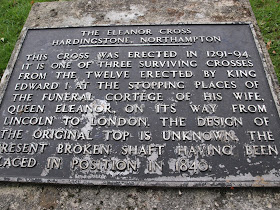 THE ELEANOR CROSS
HARDINGSTONE, NORTHAMPTON
THIS CROSS WAS ERECTED IN 1291-94.
IT IS ONE OF THREE SURVIVING CROSSES
FROM THE TWELVE ERECTED BY KING
EDWARD I AT THE STOPPING PLACES OF
THE FUNERAL CORTEGE OF HIS WIFE,
QUEEN ELEANOR, ON ITS WAY FROM
LINCOLN TO LONDON. THE DESIGN OF
THE ORIGINAL TOP IS UNKNOWN, THE
PRESENT BROKEN SHAFT HAVING BEEN
PLACED IN POSITION IN 1840.